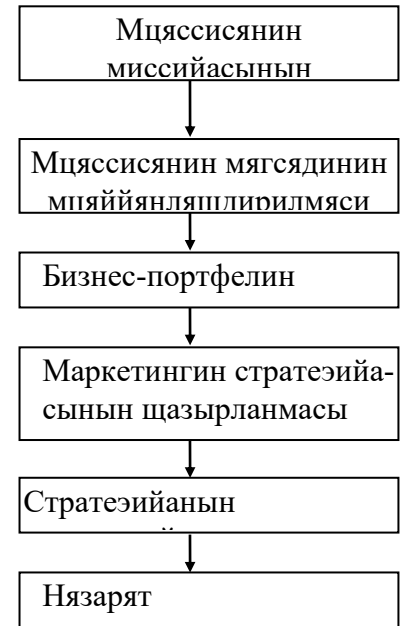 Мцяссисянин
миссийасынын
Мцяссисянин мягсядинин
мцяййянляшдирилмяси
Бизнес-портфелин
Маркетингин стратеэийа-
сынын щазырланмасы
Стратеэийанын
Нязарят